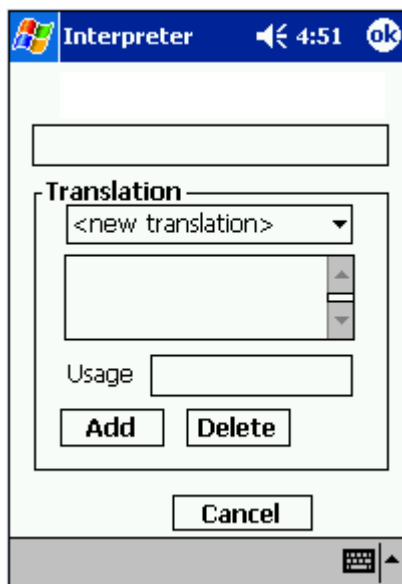 Interpreter 4:51 ok
Translation
<new translation>
Usage
Add Delete
Cancel